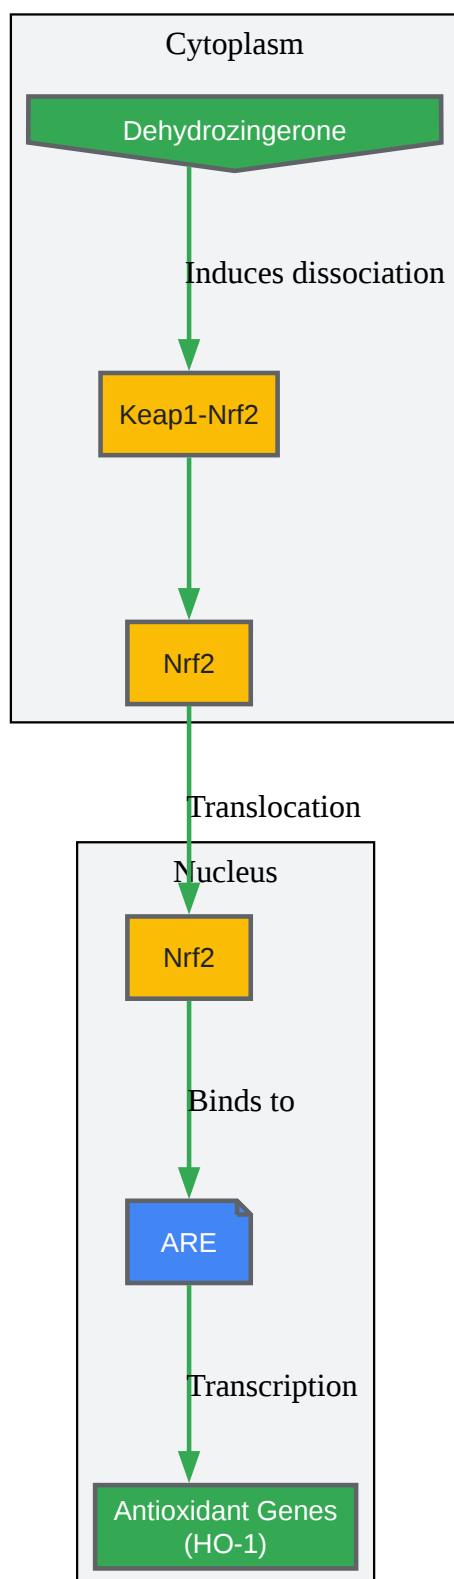 Cytoplasm
Dehydrozingerone
Induces dissociation
Keap1-Nrf2
Nrf2
Translocation
Nucleus
Nrf2
Binds to
ARE
Transcription
Antioxidant Genes
(HO-1)